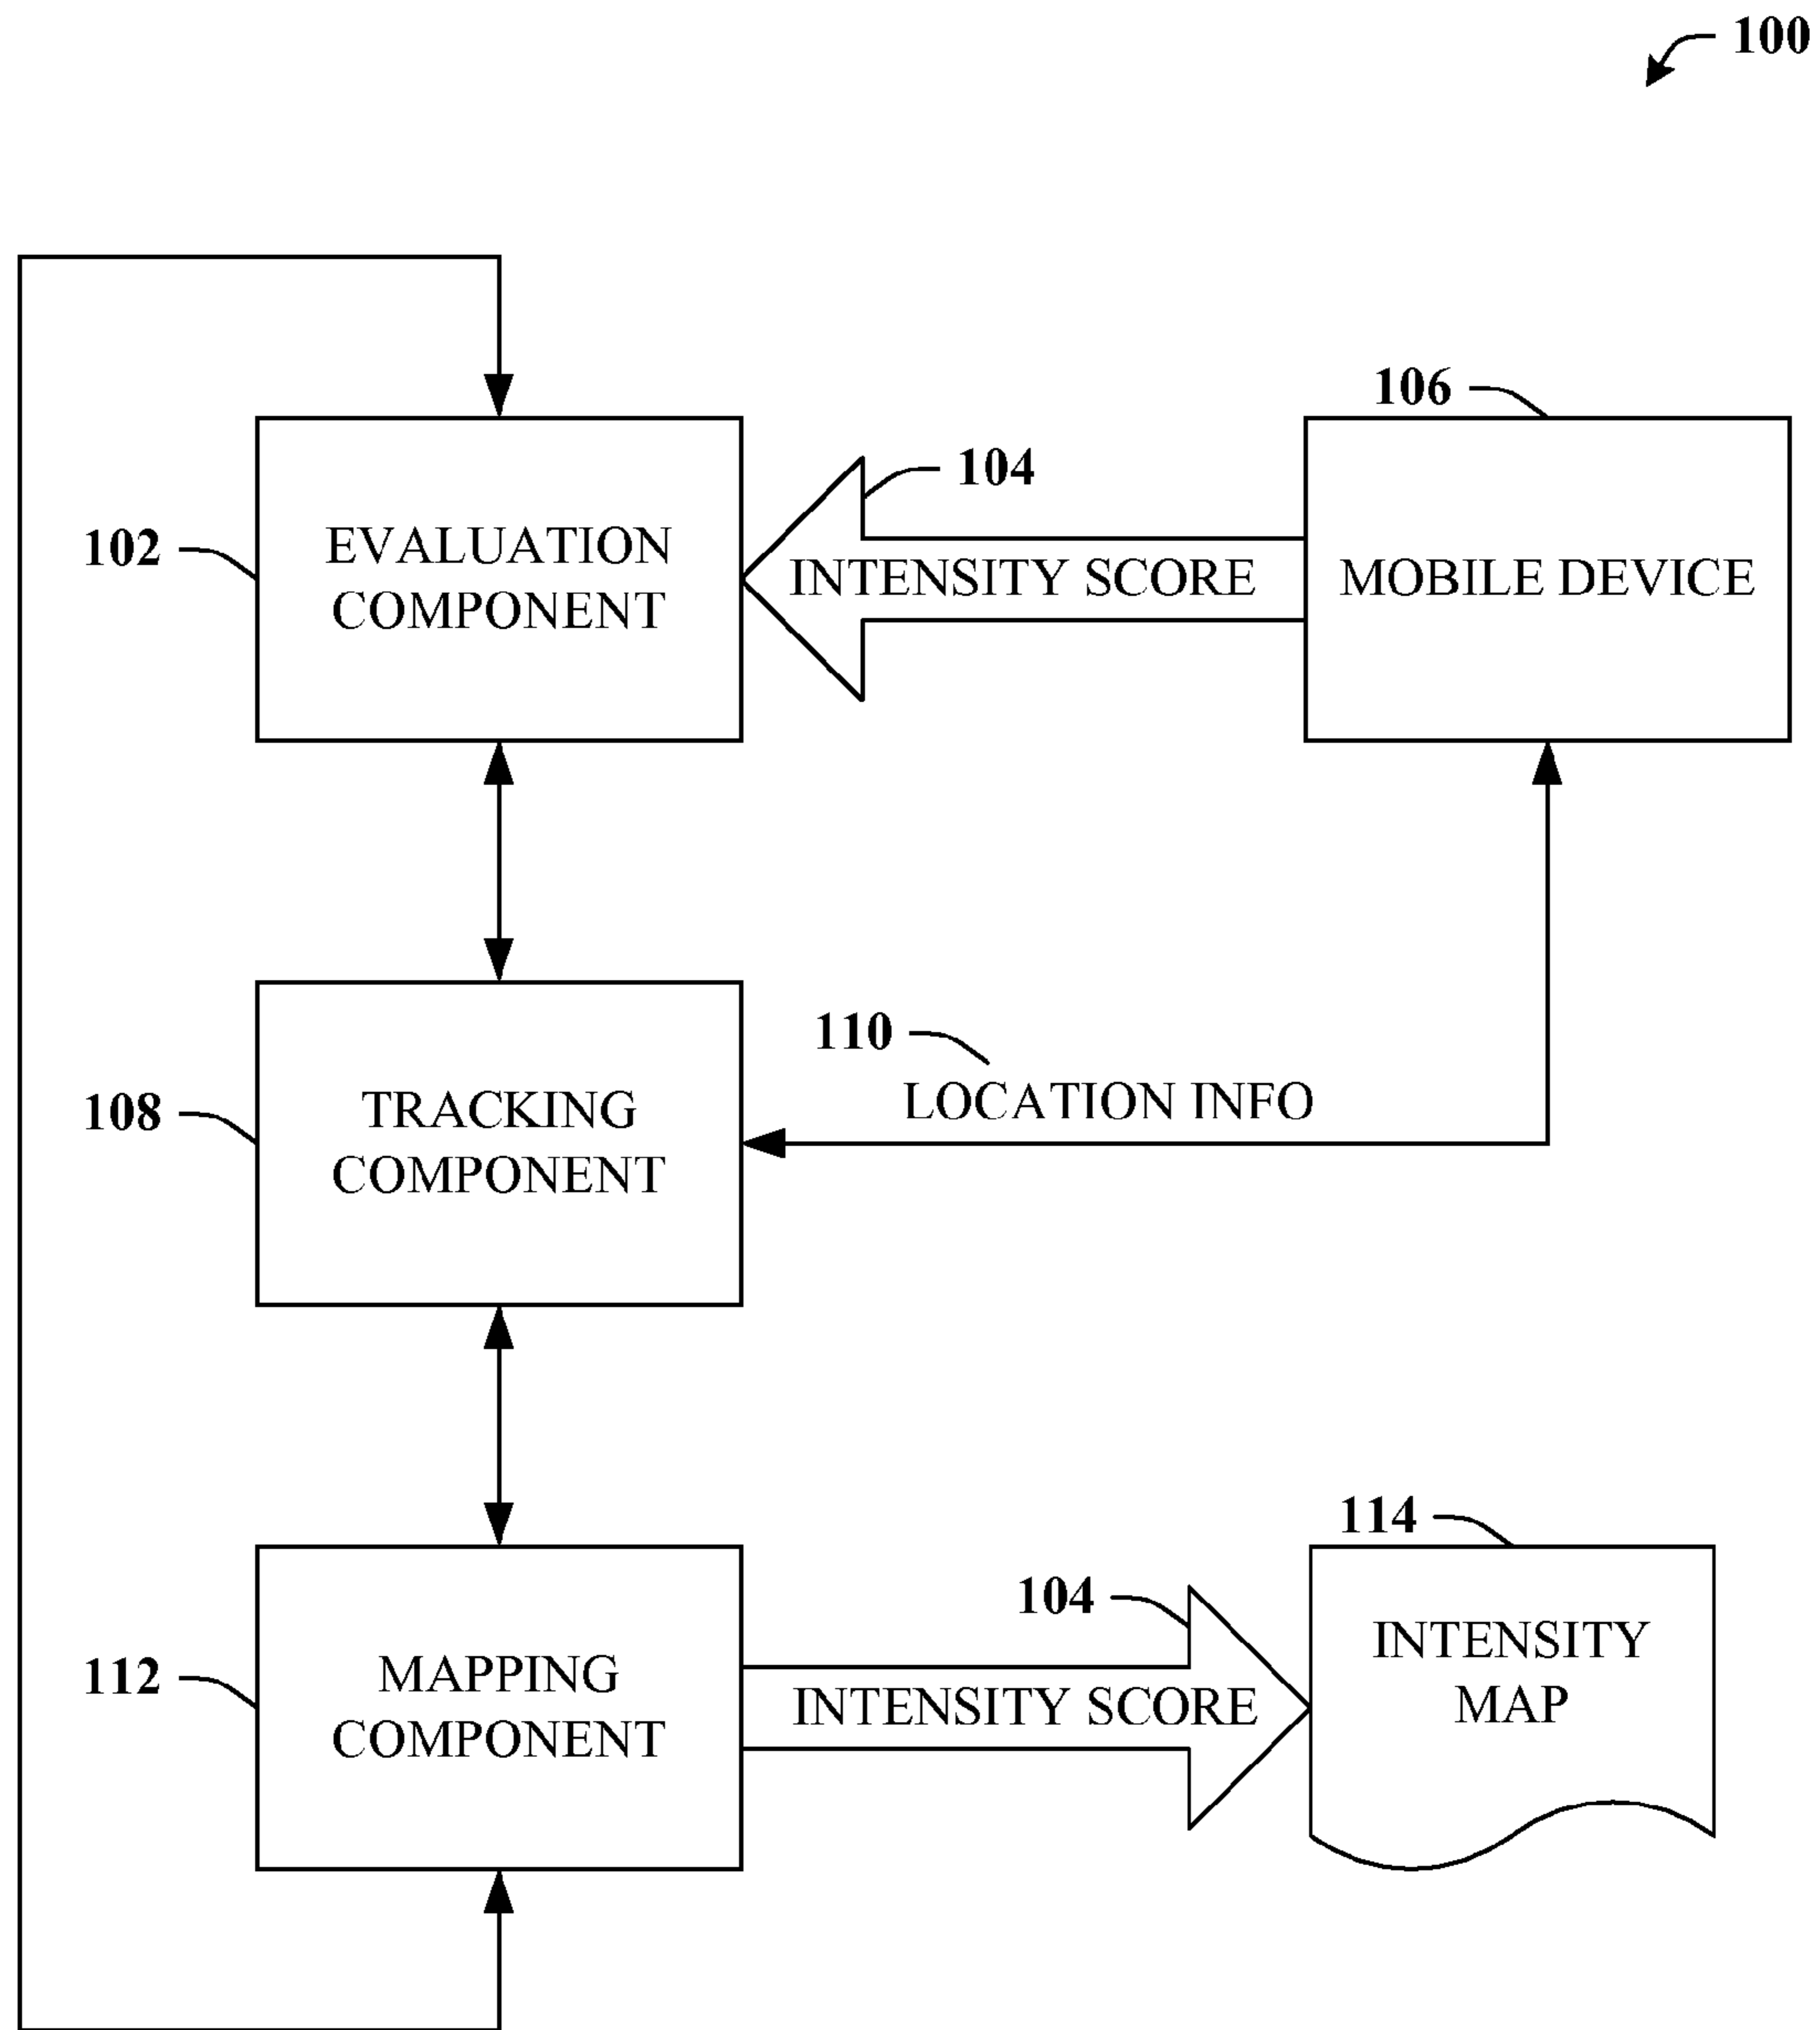 100
106
104
102
EVALUATION
COMPONENT
INTENSITY SCORE
MOBILE DEVICE
110
108
TRACKING
COMPONENT
LOCATION INFO
114
104
112
MAPPING
COMPONENT
INTENSITY SCORE
INTENSITY
MAP